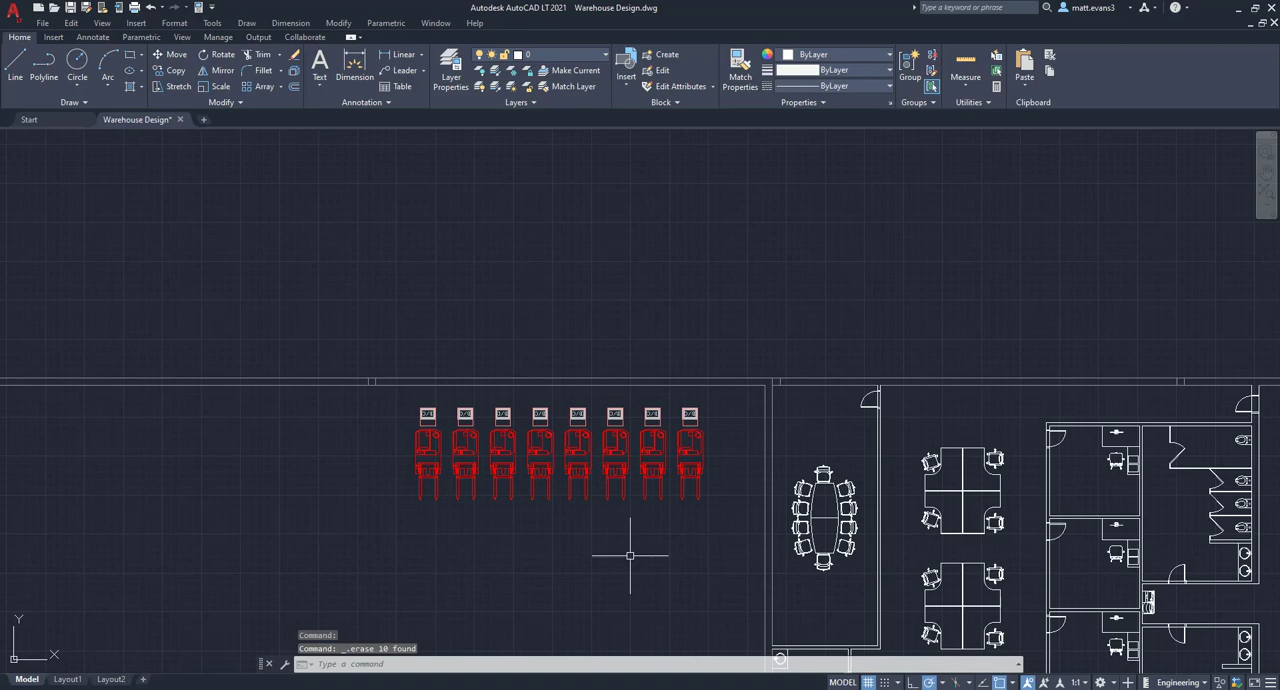 Autodesk AutoCAD LT 2021 Warehouse Design.dwg
Type a keyword or phrase
matt.evans3
File Edit View Insert Format Tools Draw Dimension Modify Parametric Window Help
Home Insert Annotate Parametric View Manage Output Collaborate
Line
Polyline
Circle
Arc
Draw
Move Rotate Trim
Copy Mirror Fillet
Stretch Scale Array
Modify
Text
Dimension
Linear
Leader
Table
Annotation
Layer
Properties
0
Make Current
Match Layer
Layers
Insert
Create
Edit
Edit Attributes
Block
Match
Properties
ByLayer
ByLayer
ByLayer
Properties
Group
Groups
Measure
Utilities
Paste
Clipboard
Start
Warehouse Design*
Y
X
Command:
Command: _.erase 10 found
Type a command
Model Layout1 Layout2
MODEL
1:1
Engineering